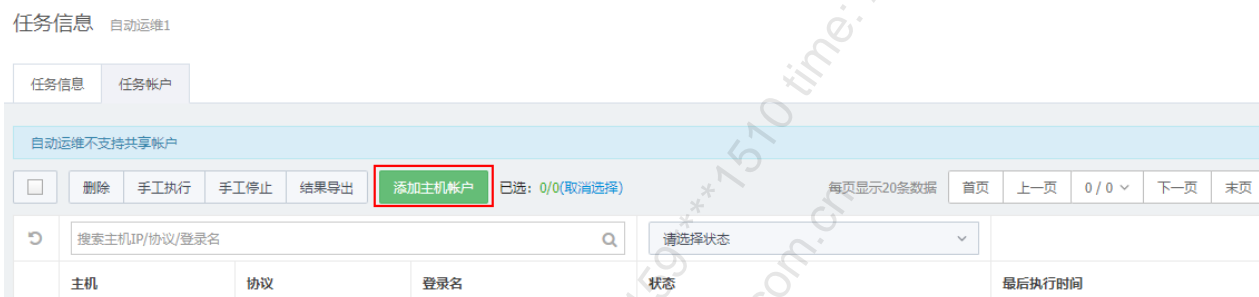 任务信息 自动运维1
任务信息 任务帐户
自动运维不支持共享帐户
删除 手工执行 手工停止 结果导出 添加主机帐户 已选：0/0(取消选择) 每页显示20条数据 首页 上一页 0 / 0 下一页 末页
搜索主机IP/协议/登录名 请选择状态
主机 协议 登录名 状态 最后执行时间
159****1510 time:
com.cn